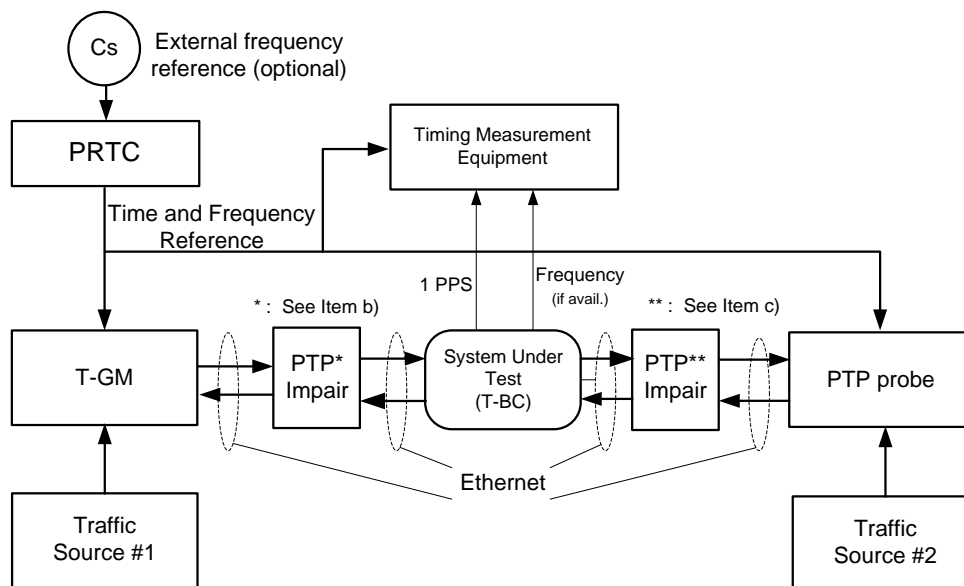 Cs
External frequency
reference (optional)
PRTC
Timing Measurement
Equipment
Time and Frequency
Reference
1 PPS
Frequency
(if avail.)
* : See Item b)
** : See Item c)
T-GM
PTP*
Impair
System Under
Test
(T-BC)
PTP**
Impair
PTP probe
Ethernet
Traffic
Source #1
Traffic
Source #2